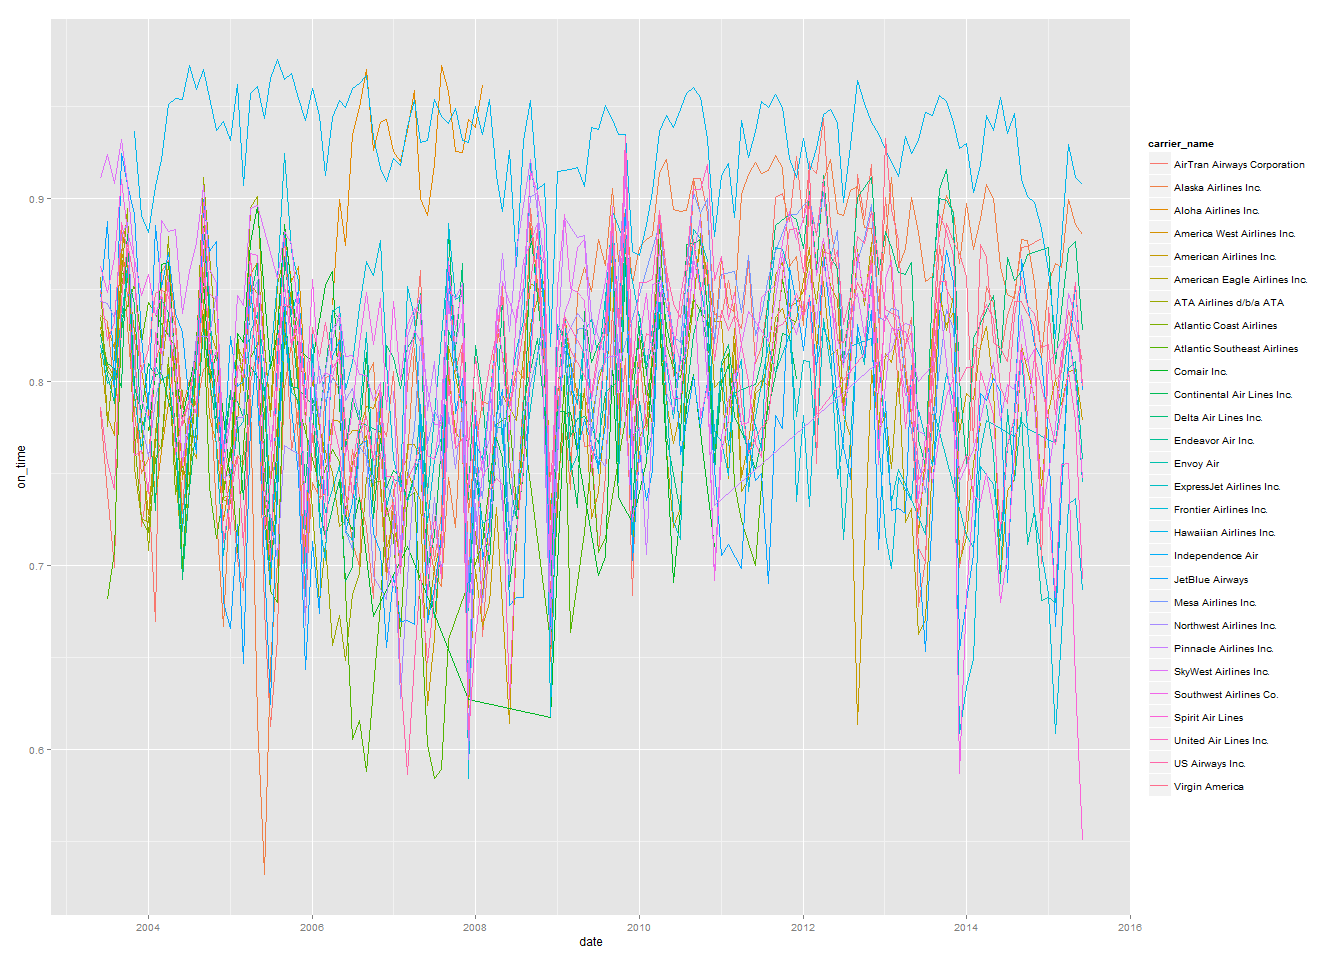 on_time
0.9
0.8
0.7
0.6
2004
2006
2008
2010
2012
2014
2016
date
carrier_name
AirTran Airways Corporation
Alaska Airlines Inc.
Aloha Airlines Inc.
America West Airlines Inc.
American Airlines Inc.
American Eagle Airlines Inc.
ATA Airlines d/b/a ATA
Atlantic Coast Airlines
Atlantic Southeast Airlines
Comair Inc.
Continental Air Lines Inc.
Delta Air Lines Inc.
Endeavor Air Inc.
Envoy Air
ExpressJet Airlines Inc.
Frontier Airlines Inc.
Hawaiian Airlines Inc.
Independence Air
JetBlue Airways
Mesa Airlines Inc.
Northwest Airlines Inc.
Pinnacle Airlines Inc.
SkyWest Airlines Inc.
Southwest Airlines Co.
Spirit Air Lines
United Air Lines Inc.
US Airways Inc.
Virgin America